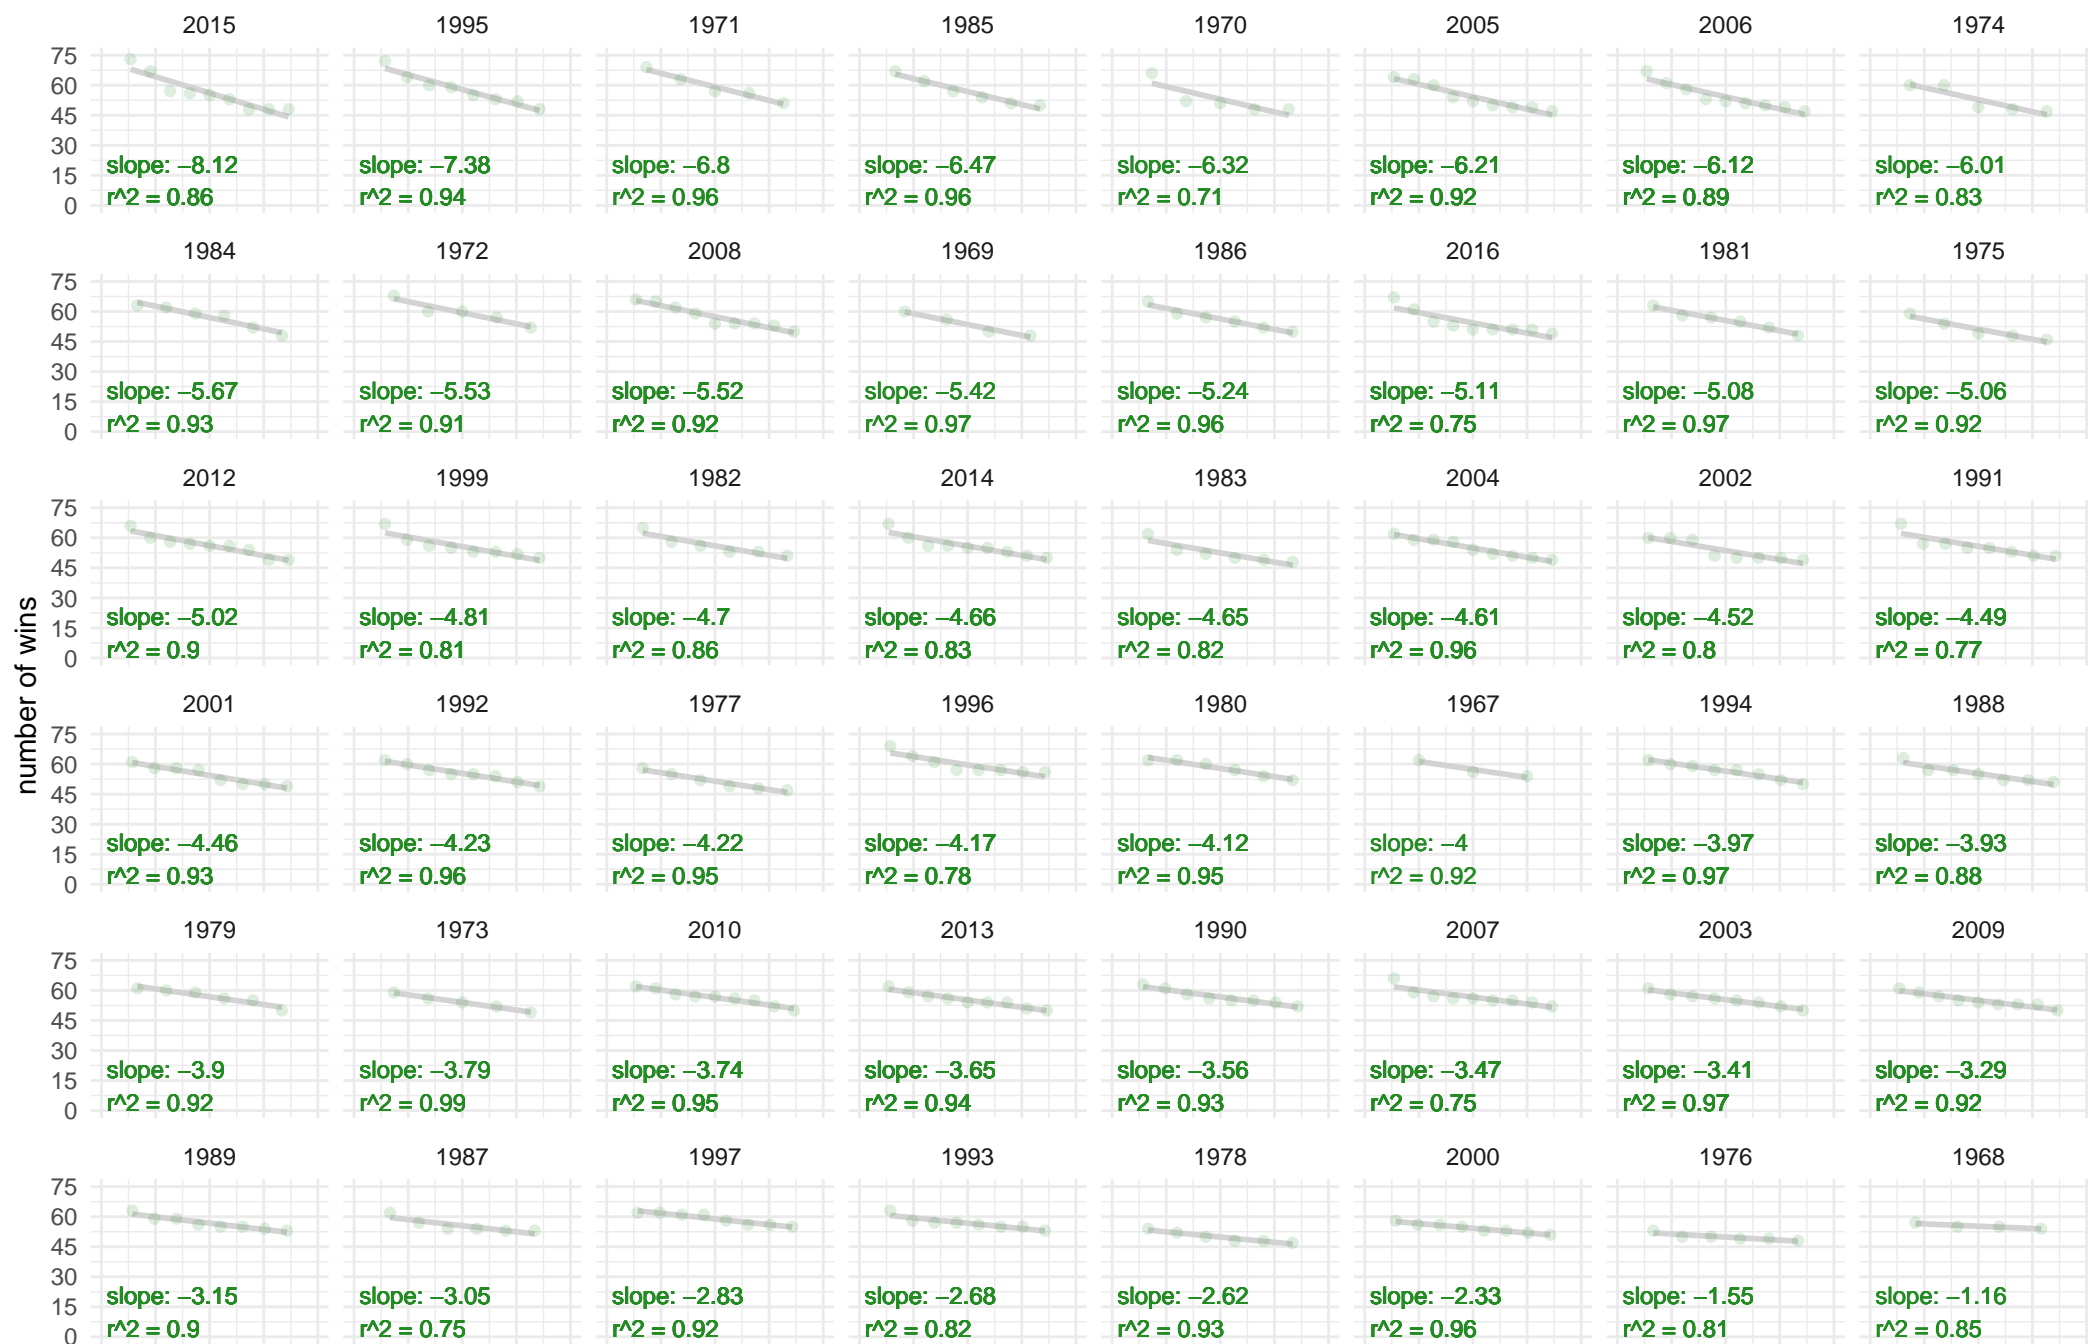 number of wins
2015 1995 1971 1985 1970 2005 2006 1974
75
60
45
30
15
0
slope: −8.12 slope: −7.38 slope: −6.8 slope: −6.47 slope: −6.32 slope: −6.21 slope: −6.12 slope: −6.01
r^2 = 0.86 r^2 = 0.94 r^2 = 0.96 r^2 = 0.96 r^2 = 0.71 r^2 = 0.92 r^2 = 0.89 r^2 = 0.83
1984 1972 2008 1969 1986 2016 1981 1975
75
60
45
30
15
0
slope: −5.67 slope: −5.53 slope: −5.52 slope: −5.42 slope: −5.24 slope: −5.11 slope: −5.08 slope: −5.06
r^2 = 0.93 r^2 = 0.91 r^2 = 0.92 r^2 = 0.97 r^2 = 0.96 r^2 = 0.75 r^2 = 0.97 r^2 = 0.92
2012 1999 1982 2014 1983 2004 2002 1991
75
60
45
30
15
0
slope: −5.02 slope: −4.81 slope: −4.7 slope: −4.66 slope: −4.65 slope: −4.61 slope: −4.52 slope: −4.49
r^2 = 0.9 r^2 = 0.81 r^2 = 0.86 r^2 = 0.83 r^2 = 0.82 r^2 = 0.96 r^2 = 0.8 r^2 = 0.77
2001 1992 1977 1996 1980 1967 1994 1988
75
60
45
30
15
0
slope: −4.46 slope: −4.23 slope: −4.22 slope: −4.17 slope: −4.12 slope: −4 slope: −3.97 slope: −3.93
r^2 = 0.93 r^2 = 0.96 r^2 = 0.95 r^2 = 0.78 r^2 = 0.95 r^2 = 0.92 r^2 = 0.97 r^2 = 0.88
1979 1973 2010 2013 1990 2007 2003 2009
75
60
45
30
15
0
slope: −3.9 slope: −3.79 slope: −3.74 slope: −3.65 slope: −3.56 slope: −3.47 slope: −3.41 slope: −3.29
r^2 = 0.92 r^2 = 0.99 r^2 = 0.95 r^2 = 0.94 r^2 = 0.93 r^2 = 0.75 r^2 = 0.97 r^2 = 0.92
1989 1987 1997 1993 1978 2000 1976 1968
75
60
45
30
15
0
slope: −3.15 slope: −3.05 slope: −2.83 slope: −2.68 slope: −2.62 slope: −2.33 slope: −1.55 slope: −1.16
r^2 = 0.9 r^2 = 0.75 r^2 = 0.92 r^2 = 0.82 r^2 = 0.93 r^2 = 0.96 r^2 = 0.81 r^2 = 0.85